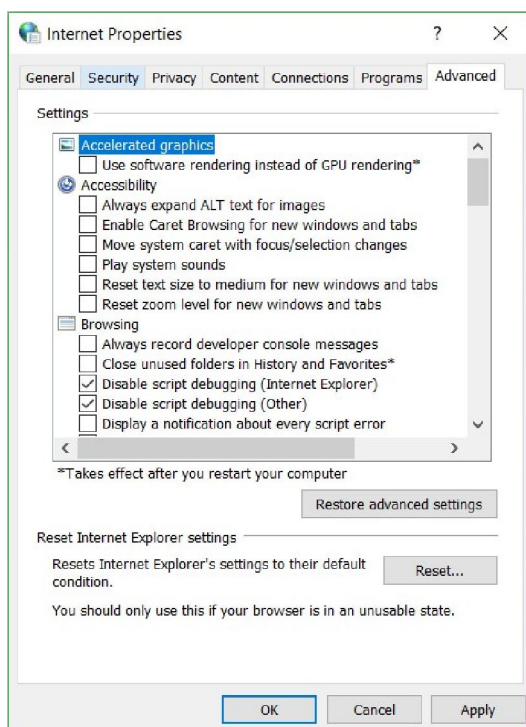 Internet Properties
?
General Security Privacy Content Connections Programs Advanced
Settings
Accelerated graphics
Use software rendering instead of GPU rendering*
Accessibility
Always expand ALT text for images
Enable Caret Browsing for new windows and tabs
Move system caret with focus/selection changes
Play system sounds
Reset text size to medium for new windows and tabs
Reset zoom level for new windows and tabs
Browsing
Always record developer console messages
Close unused folders in History and Favorites*
Disable script debugging (Internet Explorer)
Disable script debugging (Other)
Display a notification about every script error
*Takes effect after you restart your computer
Restore advanced settings
Reset Internet Explorer settings
Resets Internet Explorer's settings to their default
condition.
Reset...
You should only use this if your browser is in an unusable state.
OK Cancel Apply